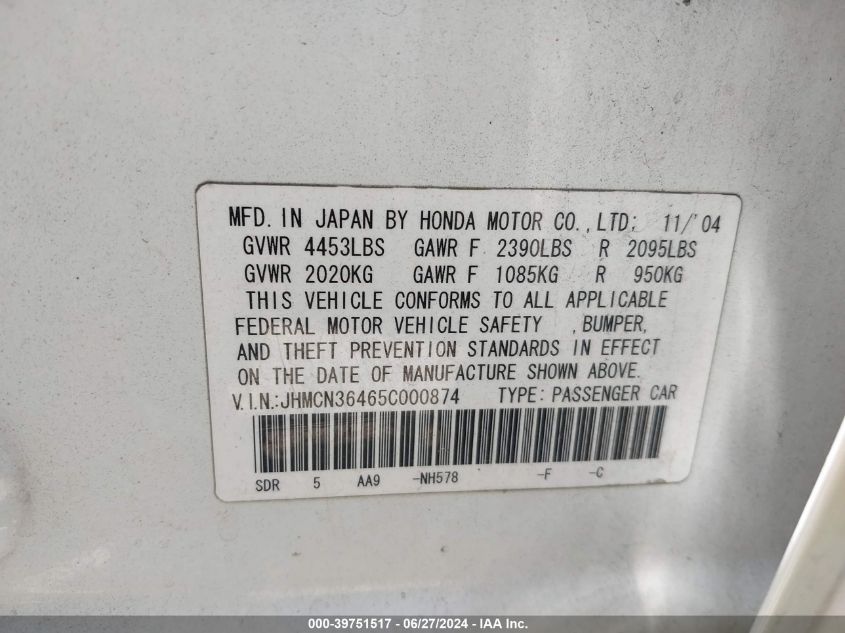 MFD. IN JAPAN BY HONDA MOTOR CO., LTD; 11/'04
GVWR 4453LBS GAWR F 2390LBS R 2095LBS
GVWR 2020KG GAWR F 1085KG R 950KG
THIS VEHICLE CONFORMS TO ALL APPLICABLE
FEDERAL MOTOR VEHICLE SAFETY , BUMPER,
AND THEFT PREVENTION STANDARDS IN EFFECT
ON THE DATE OF MANUFACTURE SHOWN ABOVE.
V.I.N.:JHMCN36465C000874 TYPE: PASSENGER CAR
SDR 5 AA9 -NH578 -F -C
000-39751517 - 06/27/2024 - IAA Inc.